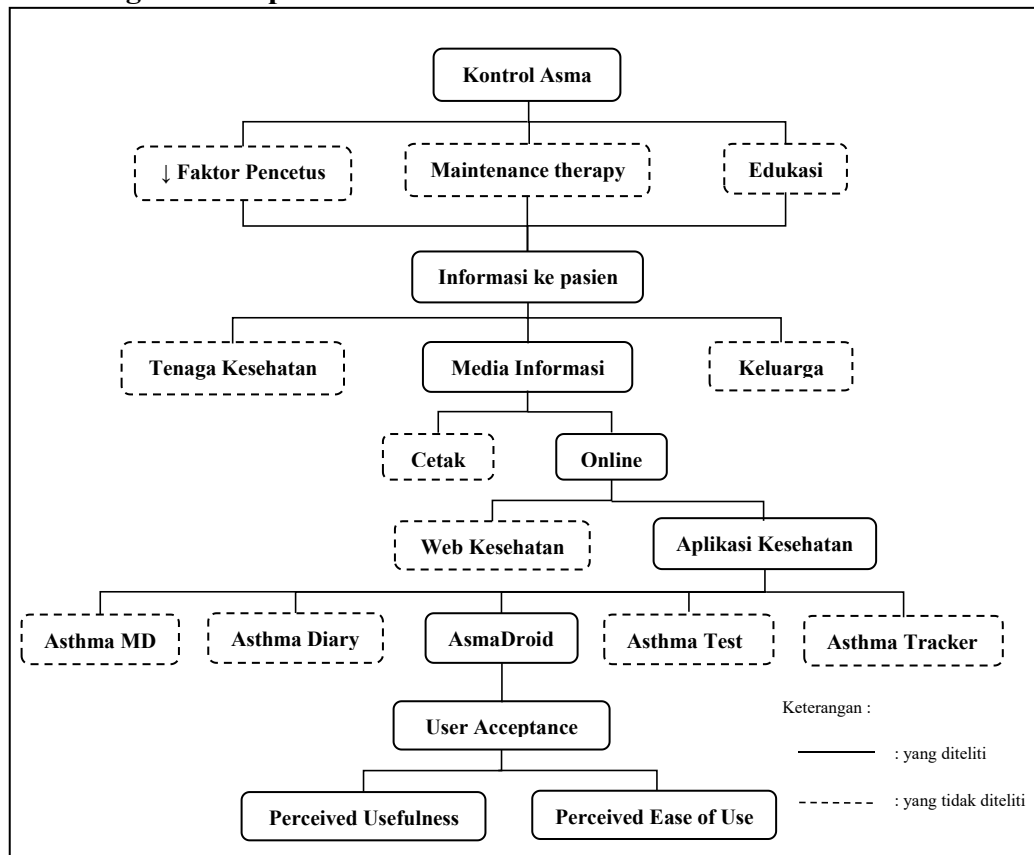 Kontrol Asma
↓ Faktor Pencetus
Maintenance therapy
Edukasi
Informasi ke pasien
Tenaga Kesehatan
Media Informasi
Keluarga
Cetak
Online
Web Kesehatan
Aplikasi Kesehatan
Asthma MD
Asthma Diary
AsmaDroid
Asthma Test
Asthma Tracker
User Acceptance
Perceived Usefulness
Perceived Ease of Use
Keterangan :
: yang diteliti
: yang tidak diteliti